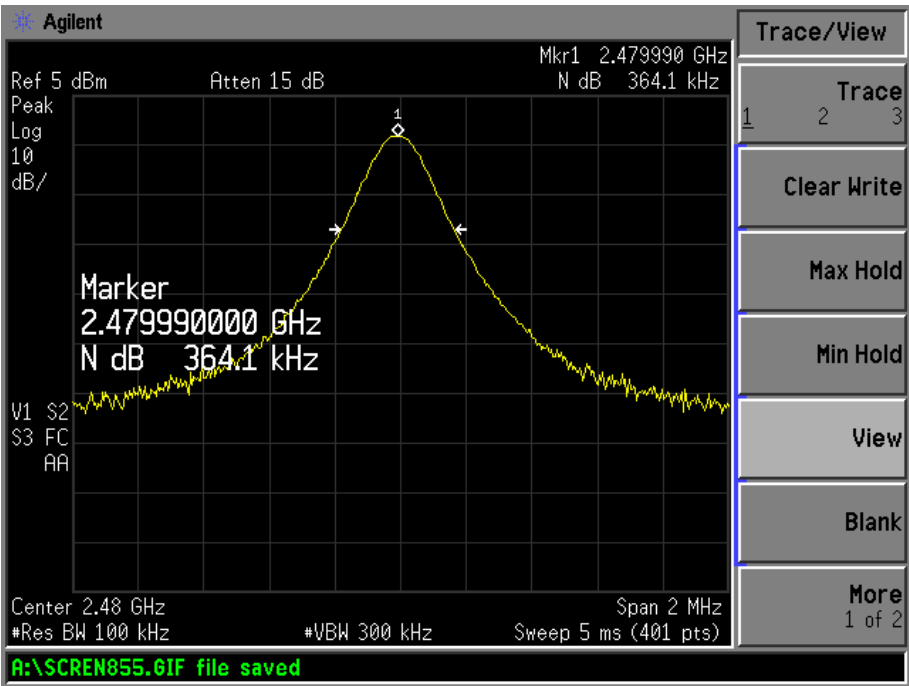 Agilent
Trace/View
Mkr1 2.479990 GHz
Ref 5 dBm Atten 15 dB N dB 364.1 kHz
Peak
Log
10
dB/
1
Marker
2.479990000 GHz
N dB 364.1 kHz
V1 S2
S3 FC
AA
Center 2.48 GHz Span 2 MHz
#Res BW 100 kHz #VBW 300 kHz Sweep 5 ms (401 pts)
A:\SCREN855.GIF file saved
Trace
1 2 3
Clear Write
Max Hold
Min Hold
View
Blank
More
1 of 2